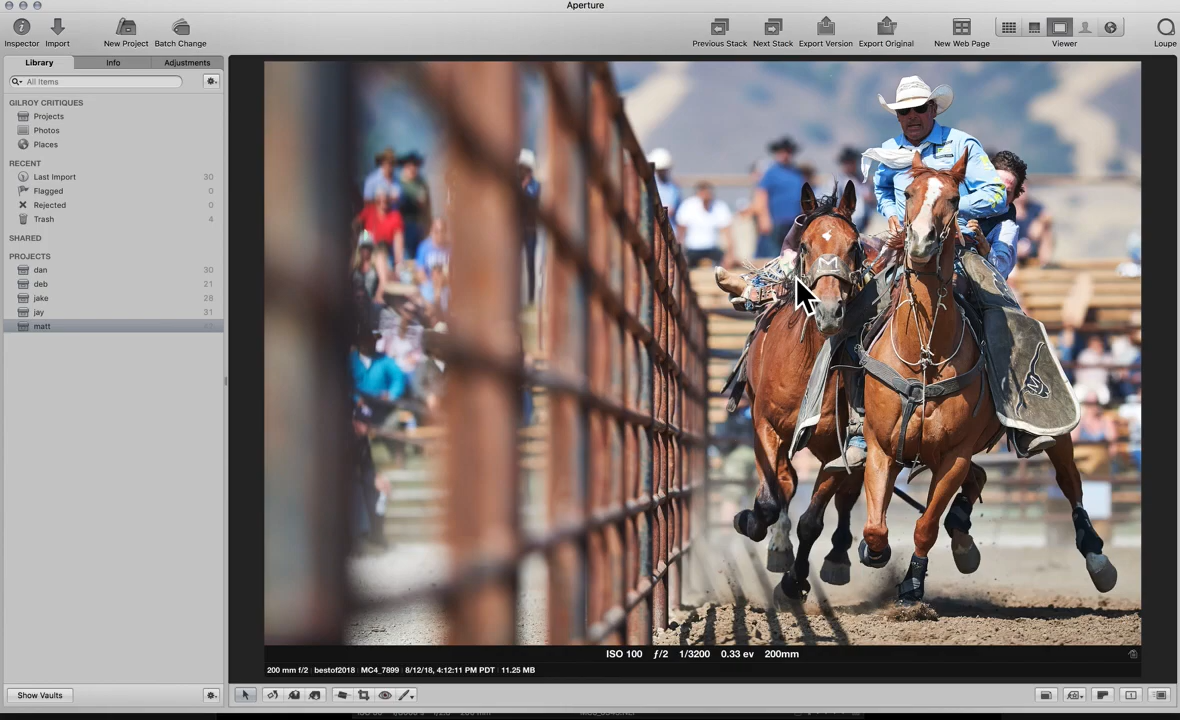 Aperture
Inspector
Import
New Project
Batch Change
Previous Stack
Next Stack
Export Version
Export Original
New Web Page
Viewer
Loupe
Library
Info
Adjustments
All Items
GILROY CRITIQUES
Projects
Photos
Places
RECENT
Last Import 30
Flagged 0
Rejected 0
Trash 4
SHARED
PROJECTS
dan 30
deb 21
jake 28
jay 31
matt
M
ISO 100 ƒ/2 1/3200 0.33 ev 200mm
200 mm f/2 | bestof2018 | MC4_7899 | 8/12/18, 4:12:11 PM PDT | 11.25 MB
Show Vaults